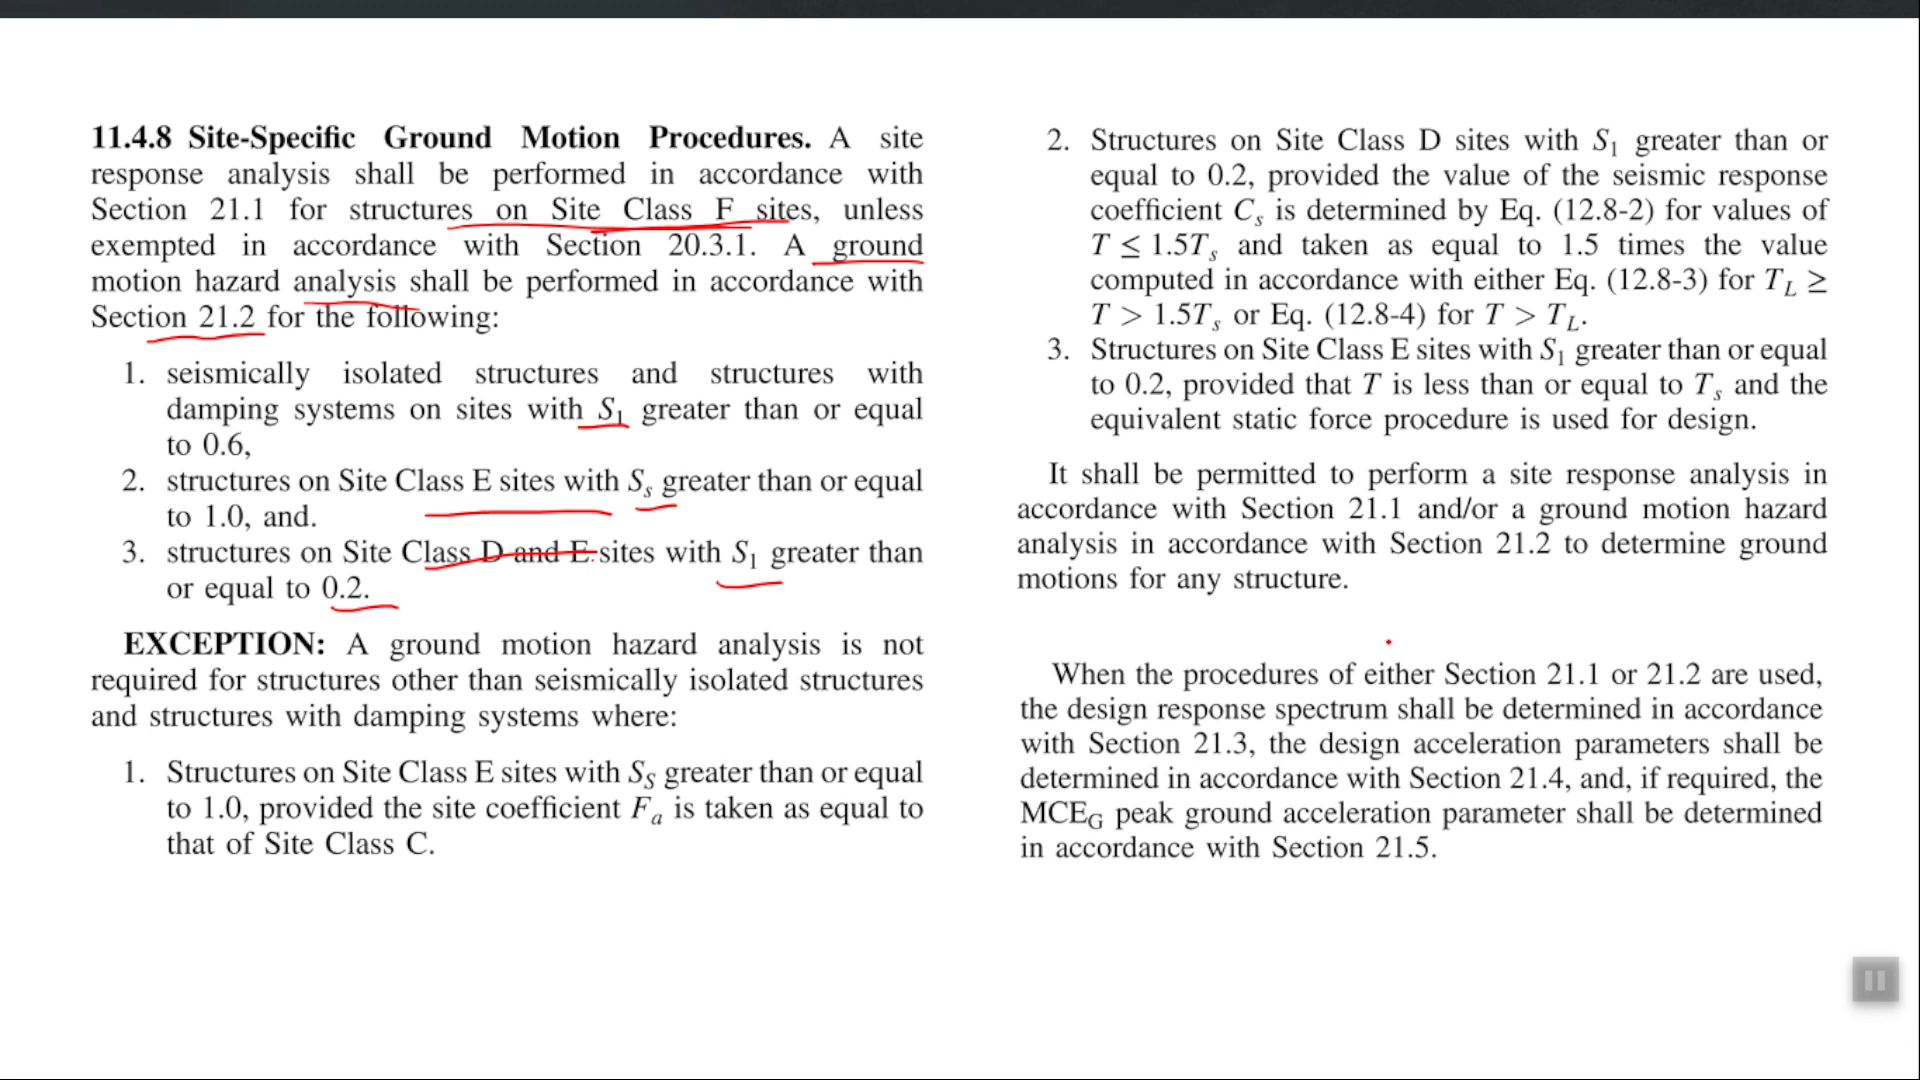 11.4.8 Site-Specific Ground Motion Procedures. A site
response analysis shall be performed in accordance with
Section 21.1 for structures on Site Class F sites, unless
exempted in accordance with Section 20.3.1. A ground
motion hazard analysis shall be performed in accordance with
Section 21.2 for the following:
1. seismically isolated structures and structures with
damping systems on sites with S₁ greater than or equal
to 0.6,
2. structures on Site Class E sites with Sₛ greater than or equal
to 1.0, and.
3. structures on Site Class D and E sites with S₁ greater than
or equal to 0.2.
EXCEPTION: A ground motion hazard analysis is not
required for structures other than seismically isolated structures
and structures with damping systems where:
1. Structures on Site Class E sites with S_S greater than or equal
to 1.0, provided the site coefficient Fₐ is taken as equal to
that of Site Class C.
2. Structures on Site Class D sites with S₁ greater than or
equal to 0.2, provided the value of the seismic response
coefficient Cₛ is determined by Eq. (12.8-2) for values of
T ≤ 1.5Tₛ and taken as equal to 1.5 times the value
computed in accordance with either Eq. (12.8-3) for T_L ≥
T > 1.5Tₛ or Eq. (12.8-4) for T > T_L.
3. Structures on Site Class E sites with S₁ greater than or equal
to 0.2, provided that T is less than or equal to Tₛ and the
equivalent static force procedure is used for design.
It shall be permitted to perform a site response analysis in
accordance with Section 21.1 and/or a ground motion hazard
analysis in accordance with Section 21.2 to determine ground
motions for any structure.
When the procedures of either Section 21.1 or 21.2 are used,
the design response spectrum shall be determined in accordance
with Section 21.3, the design acceleration parameters shall be
determined in accordance with Section 21.4, and, if required, the
MCE_G peak ground acceleration parameter shall be determined
in accordance with Section 21.5.